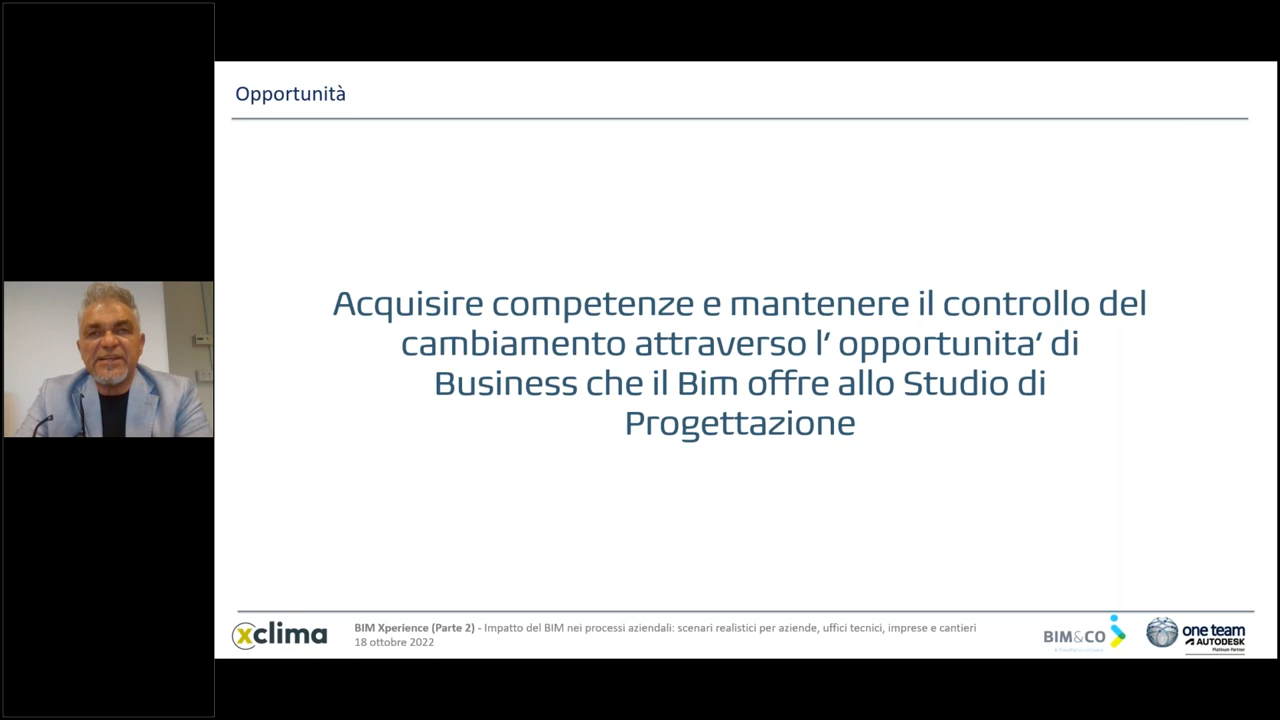 Opportunità
Acquisire competenze e mantenere il controllo del
cambiamento attraverso l' opportunita' di
Business che il Bim offre allo Studio di
Progettazione
xclima
BIM Xperience (Parte 2) - Impatto del BIM nei processi aziendali: scenari realistici per aziende, uffici tecnici, imprese e cantieri
18 ottobre 2022
BIM&CO
one team
AUTODESK
Platinum Partner